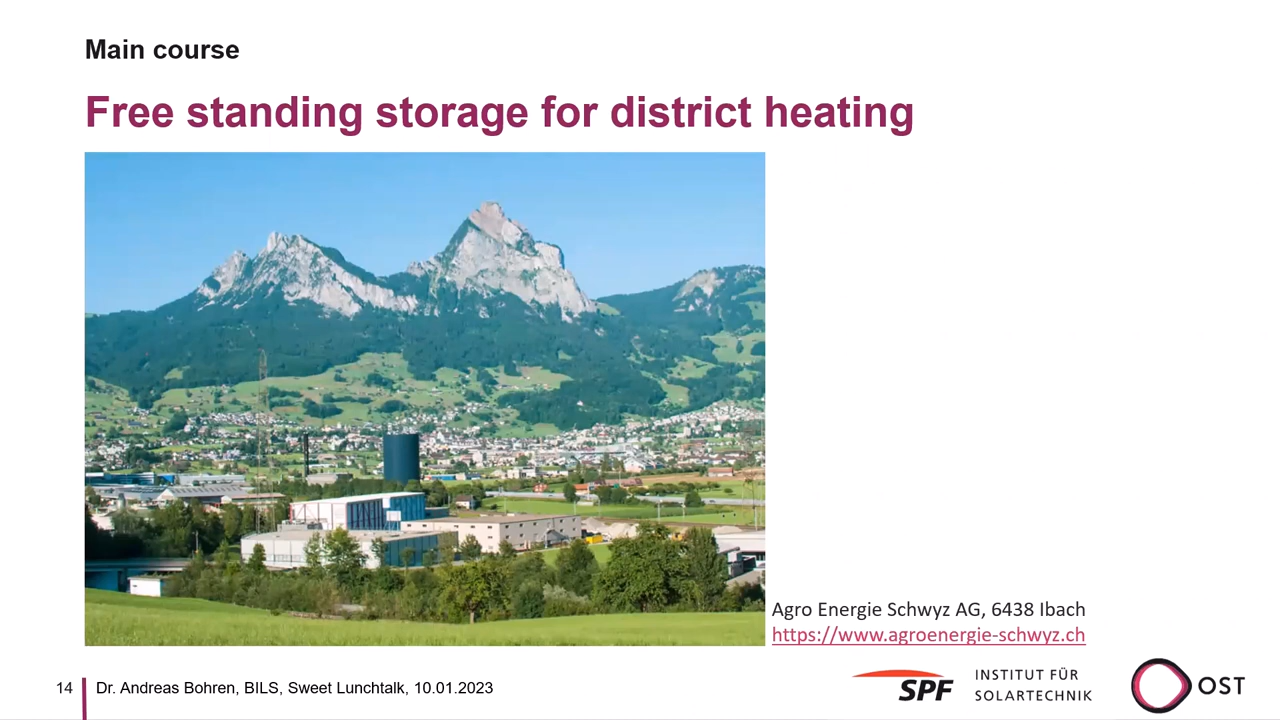 Main course
Free standing storage for district heating
Agro Energie Schwyz AG, 6438 Ibach
https://www.agroenergie-schwyz.ch
14
Dr. Andreas Bohren, BILS, Sweet Lunchtalk, 10.01.2023
SPF
INSTITUT FÜR
SOLARTECHNIK
OST